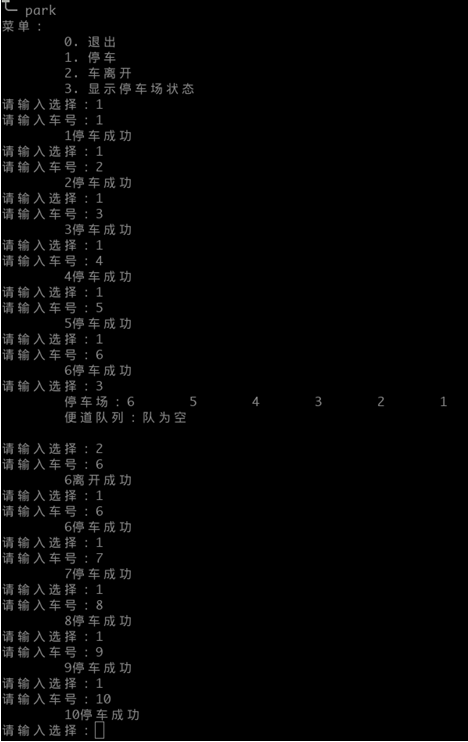 park
菜单：
0. 退出
1. 停车
2. 车离开
3. 显示停车场状态
请输入选择：1
请输入车号：1
1停车成功
请输入选择：1
请输入车号：2
2停车成功
请输入选择：1
请输入车号：3
3停车成功
请输入选择：1
请输入车号：4
4停车成功
请输入选择：1
请输入车号：5
5停车成功
请输入选择：1
请输入车号：6
6停车成功
请输入选择：3
停车场：6 5 4 3 2 1
便道队列：队为空
请输入选择：2
请输入车号：6
6离开成功
请输入选择：1
请输入车号：6
6停车成功
请输入选择：1
请输入车号：7
7停车成功
请输入选择：1
请输入车号：8
8停车成功
请输入选择：1
请输入车号：9
9停车成功
请输入选择：1
请输入车号：10
10停车成功
请输入选择：